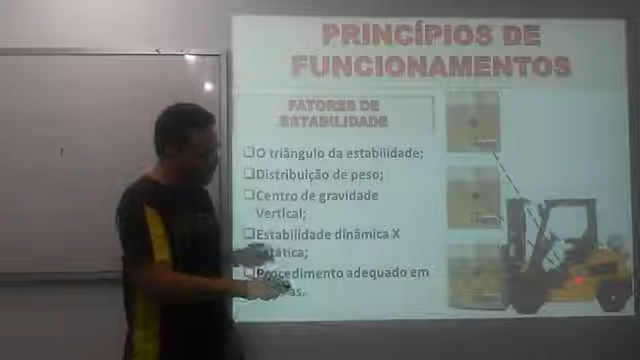 PRINCÍPIOS DE
FUNCIONAMENTOS
FATORES DE
ESTABILIDADE
O triângulo da estabilidade;
Distribuição de peso;
Centro de gravidade
Vertical;
Estabilidade dinâmica X
Procedimento adequado em